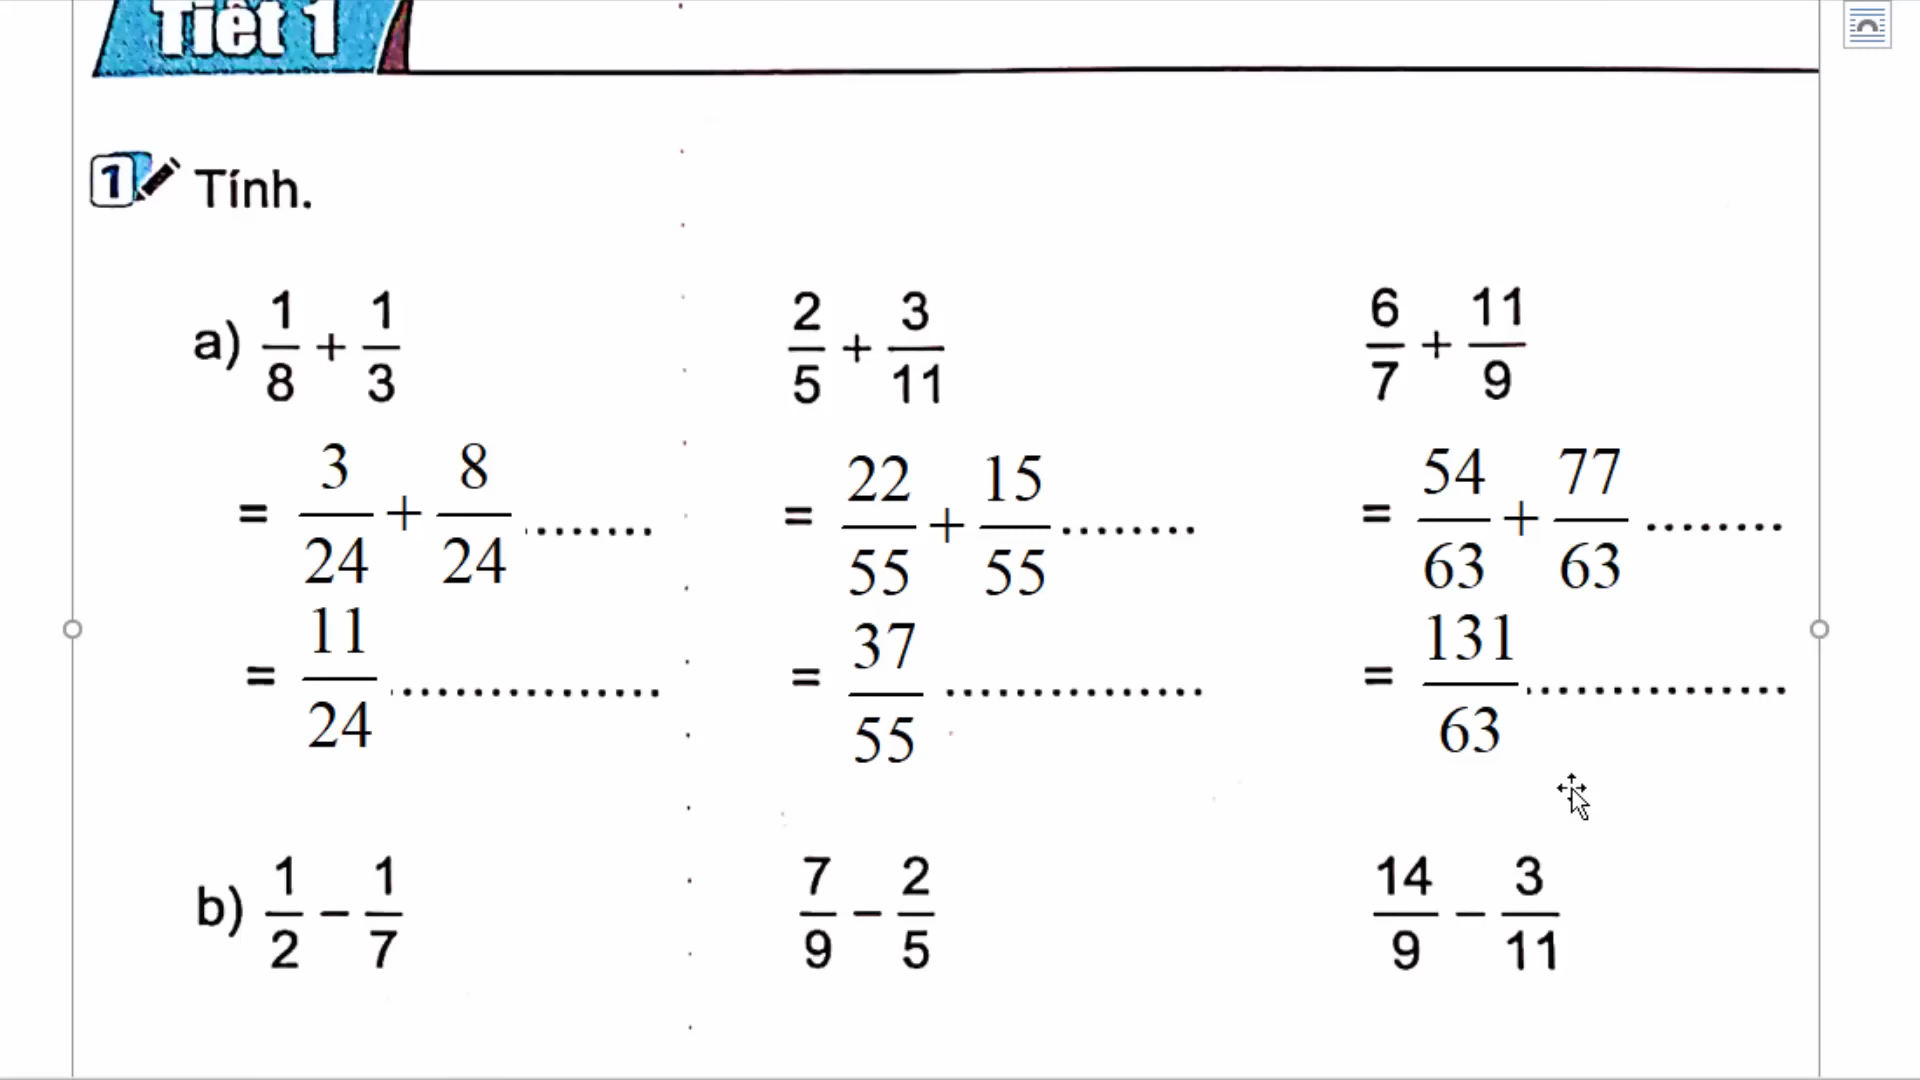 Tiết 1
1 Tính.
a) 1/8 + 1/3    2/5 + 3/11    6/7 + 11/9
= 3/24 + 8/24 .......    = 22/55 + 15/55 ........    = 54/63 + 77/63 ........
= 11/24 ...............    = 37/55 ..............    = 131/63 ..............
b) 1/2 − 1/7    7/9 − 2/5    14/9 − 3/11